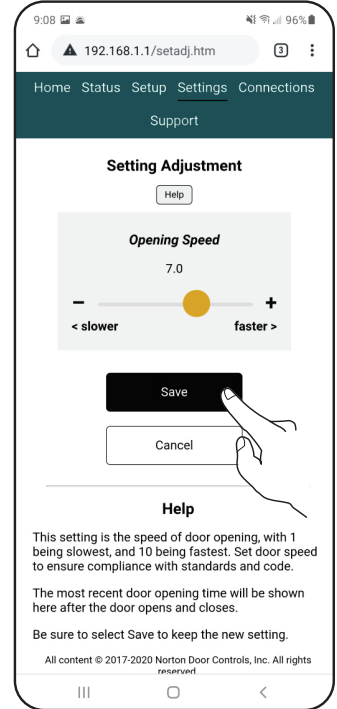 9:08 96%
192.168.1.1/setadj.htm 3
Home Status Setup Settings Connections
Support
Setting Adjustment
Help
Opening Speed
7.0
− +
< slower faster >
Save
Cancel
Help
This setting is the speed of door opening, with 1
being slowest, and 10 being fastest. Set door speed
to ensure compliance with standards and code.
The most recent door opening time will be shown
here after the door opens and closes.
Be sure to select Save to keep the new setting.
All content © 2017-2020 Norton Door Controls, Inc. All rights
reserved